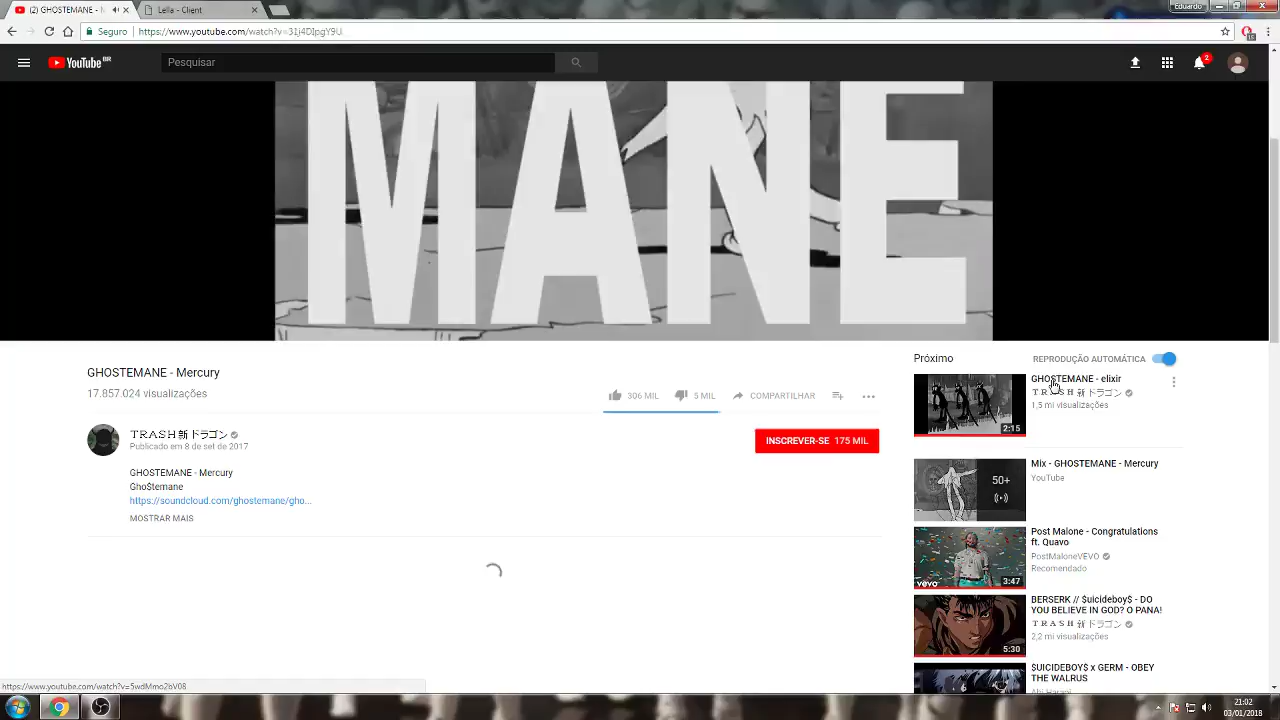 (2) GHOSTEMANE - M
Lella - Client
Eduardo
Seguro
https://www.youtube.com/watch?v=31j4DIpgY9U
YouTube BR
Pesquisar
2
MANE
GHOSTEMANE - Mercury
17.857.024 visualizações
306 MIL
5 MIL
COMPARTILHAR
ＴＲＡＳＨ 新 ドラゴン
Publicado em 8 de set de 2017
INSCREVER-SE 175 MIL
GHOSTEMANE - Mercury
Gho$temane
https://soundcloud.com/ghostemane/gho...
MOSTRAR MAIS
Próximo
REPRODUÇÃO AUTOMÁTICA
GHOSTEMANE - elixir
ＴＲＡＳＨ 新 ドラゴン
1,5 mi visualizações
2:15
Mix - GHOSTEMANE - Mercury
YouTube
50+
Post Malone - Congratulations
ft. Quavo
PostMaloneVEVO
Recomendado
vevo
3:47
BERSERK // $uicideboy$ - DO
YOU BELIEVE IN GOD? O PANA!
ＴＲＡＳＨ 新 ドラゴン
2,2 mi visualizações
5:30
$UICIDEBOY$ x GERM - OBEY
THE WALRUS
https://www.youtube.com/watch?v=5wdMmo2bV08
21:02
03/01/2018